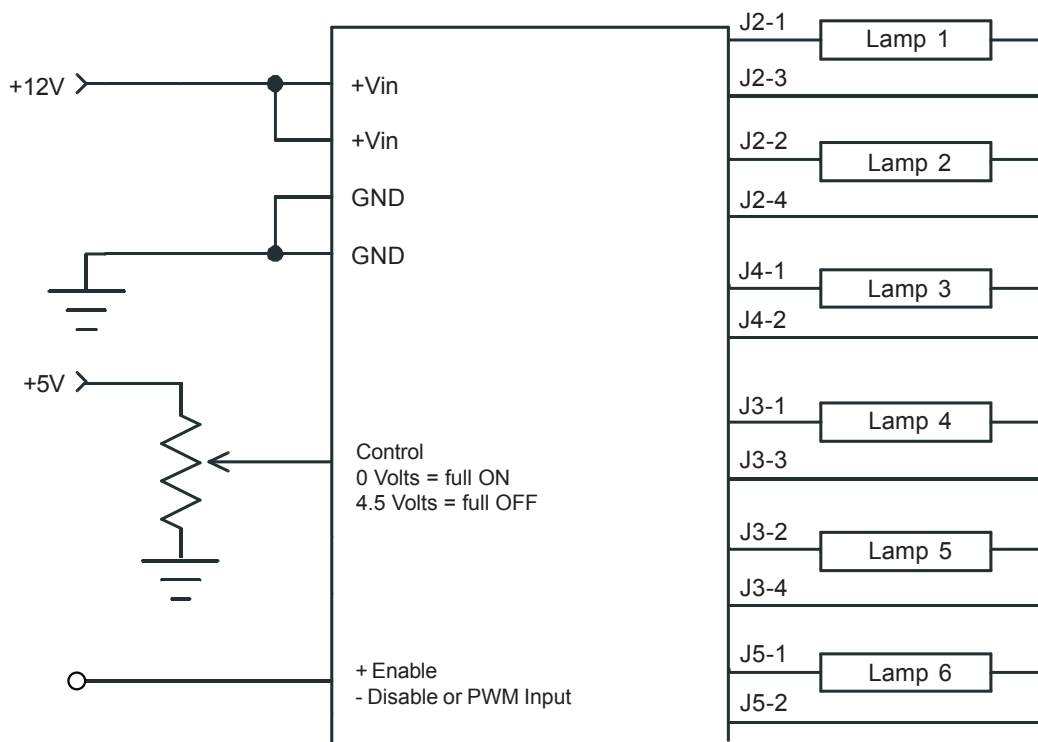 +12V
+Vin
+Vin
GND
GND
+5V
Control
0 Volts = full ON
4.5 Volts = full OFF
+ Enable
- Disable or PWM Input
J2-1
Lamp 1
J2-3
J2-2
Lamp 2
J2-4
J4-1
Lamp 3
J4-2
J3-1
Lamp 4
J3-3
J3-2
Lamp 5
J3-4
J5-1
Lamp 6
J5-2